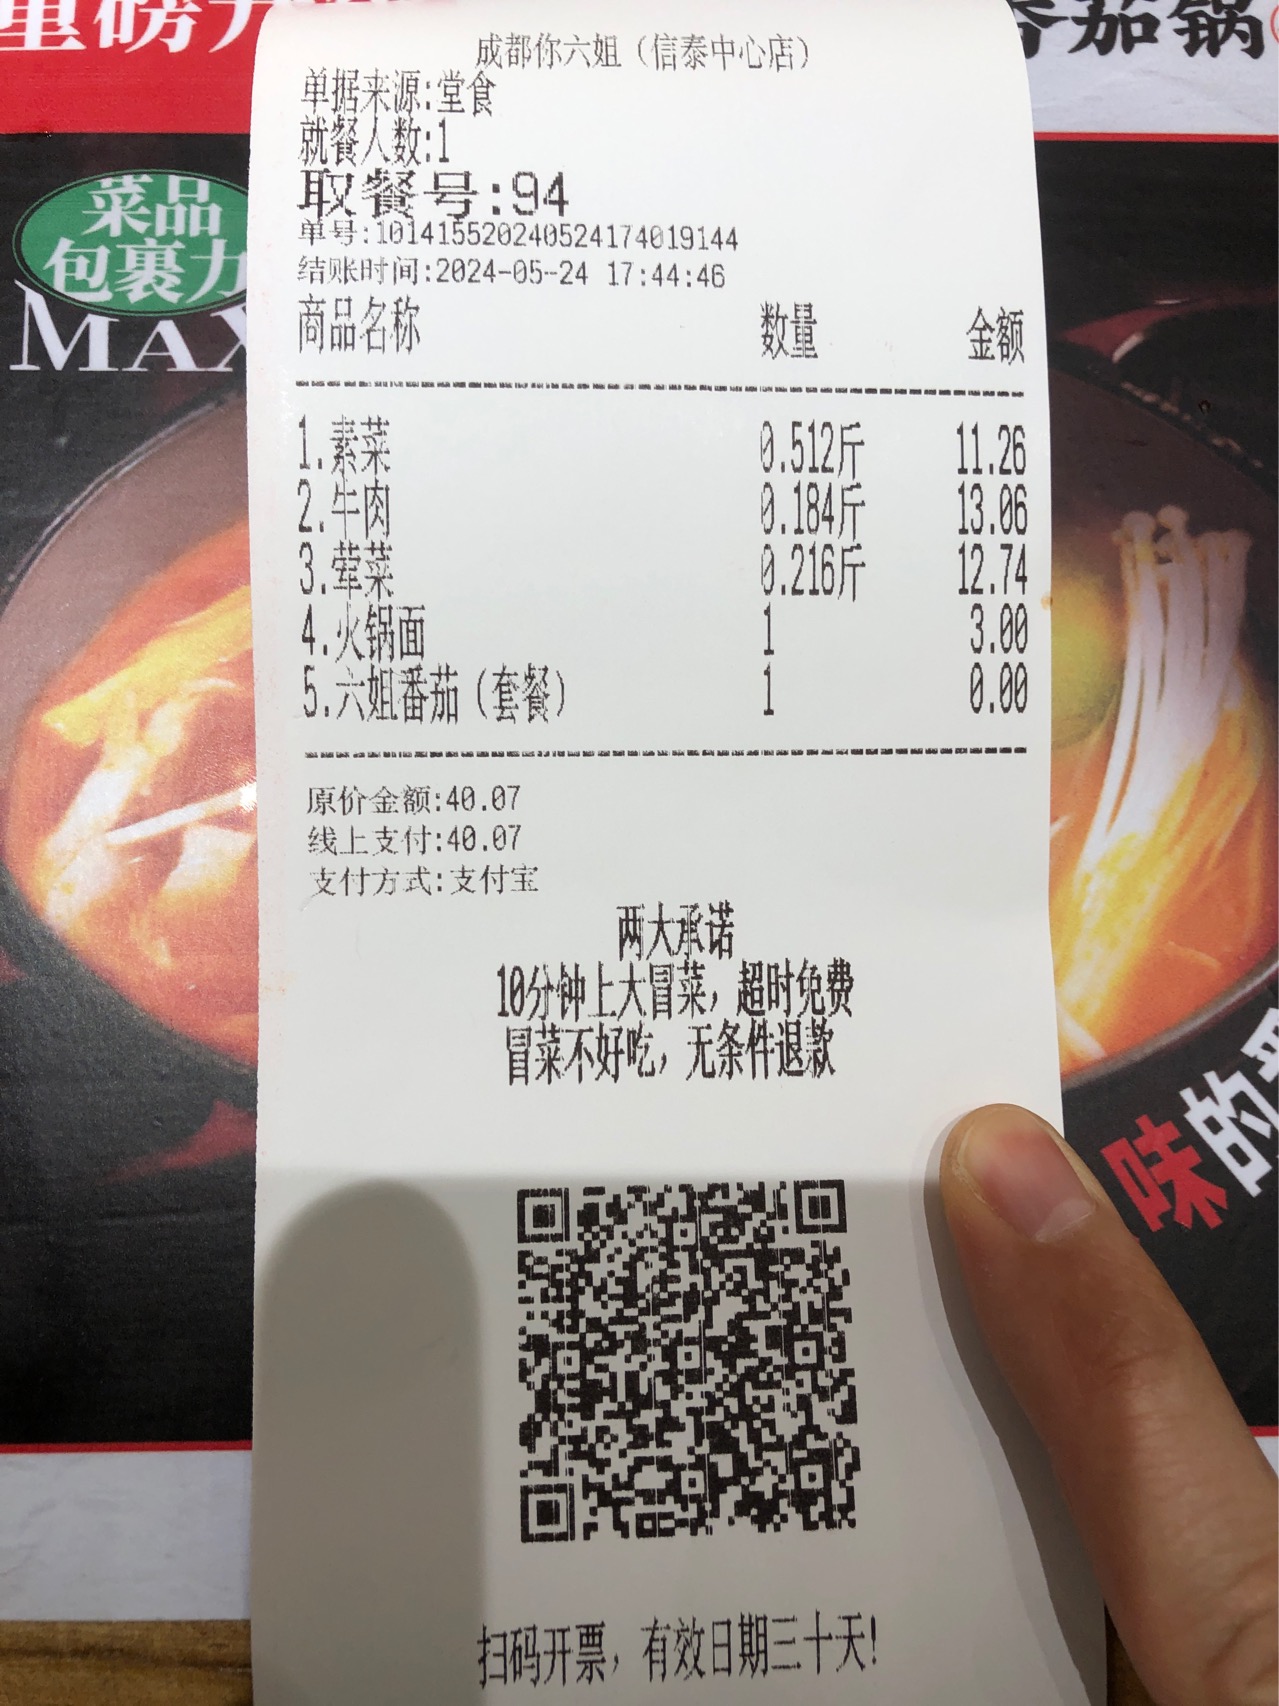 菜品
包裹力
MAX
番茄锅
成都你六姐（信泰中心店）
单据来源:堂食
就餐人数:1
取餐号:94
单号:10141552024052417401​9144
结账时间:2024-05-24 17:44:46
商品名称 数量 金额
1.素菜 0.512斤 11.26
2.牛肉 0.184斤 13.06
3.荤菜 0.216斤 12.74
4.火锅面 1 3.00
5.六姐番茄（套餐） 1 0.00
原价金额:40.07
线上支付:40.07
支付方式:支付宝
两大承诺
10分钟上大冒菜，超时免费
冒菜不好吃，无条件退款
味的
扫码开票，有效日期三十天!